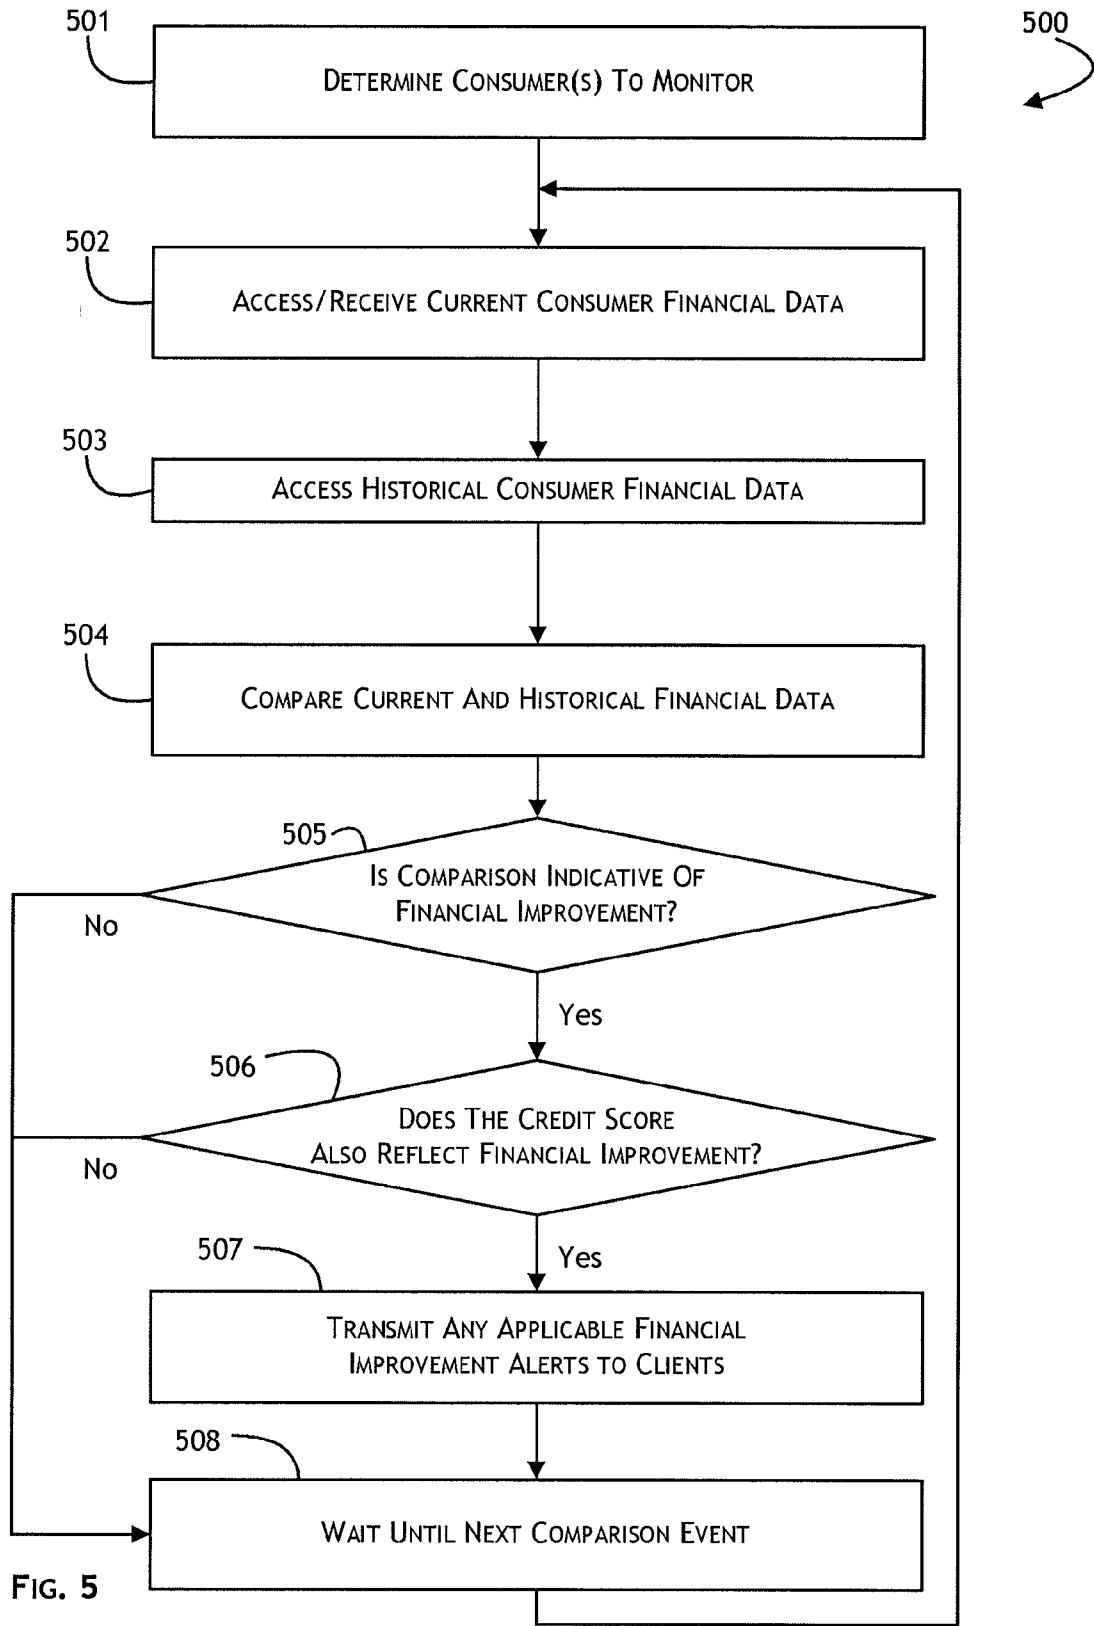 501
500
DETERMINE CONSUMER(S) TO MONITOR
502
ACCESS/RECEIVE CURRENT CONSUMER FINANCIAL DATA
503
ACCESS HISTORICAL CONSUMER FINANCIAL DATA
504
COMPARE CURRENT AND HISTORICAL FINANCIAL DATA
505
IS COMPARISON INDICATIVE OF
FINANCIAL IMPROVEMENT?
No
Yes
506
DOES THE CREDIT SCORE
ALSO REFLECT FINANCIAL IMPROVEMENT?
No
Yes
507
TRANSMIT ANY APPLICABLE FINANCIAL
IMPROVEMENT ALERTS TO CLIENTS
508
WAIT UNTIL NEXT COMPARISON EVENT
FIG. 5